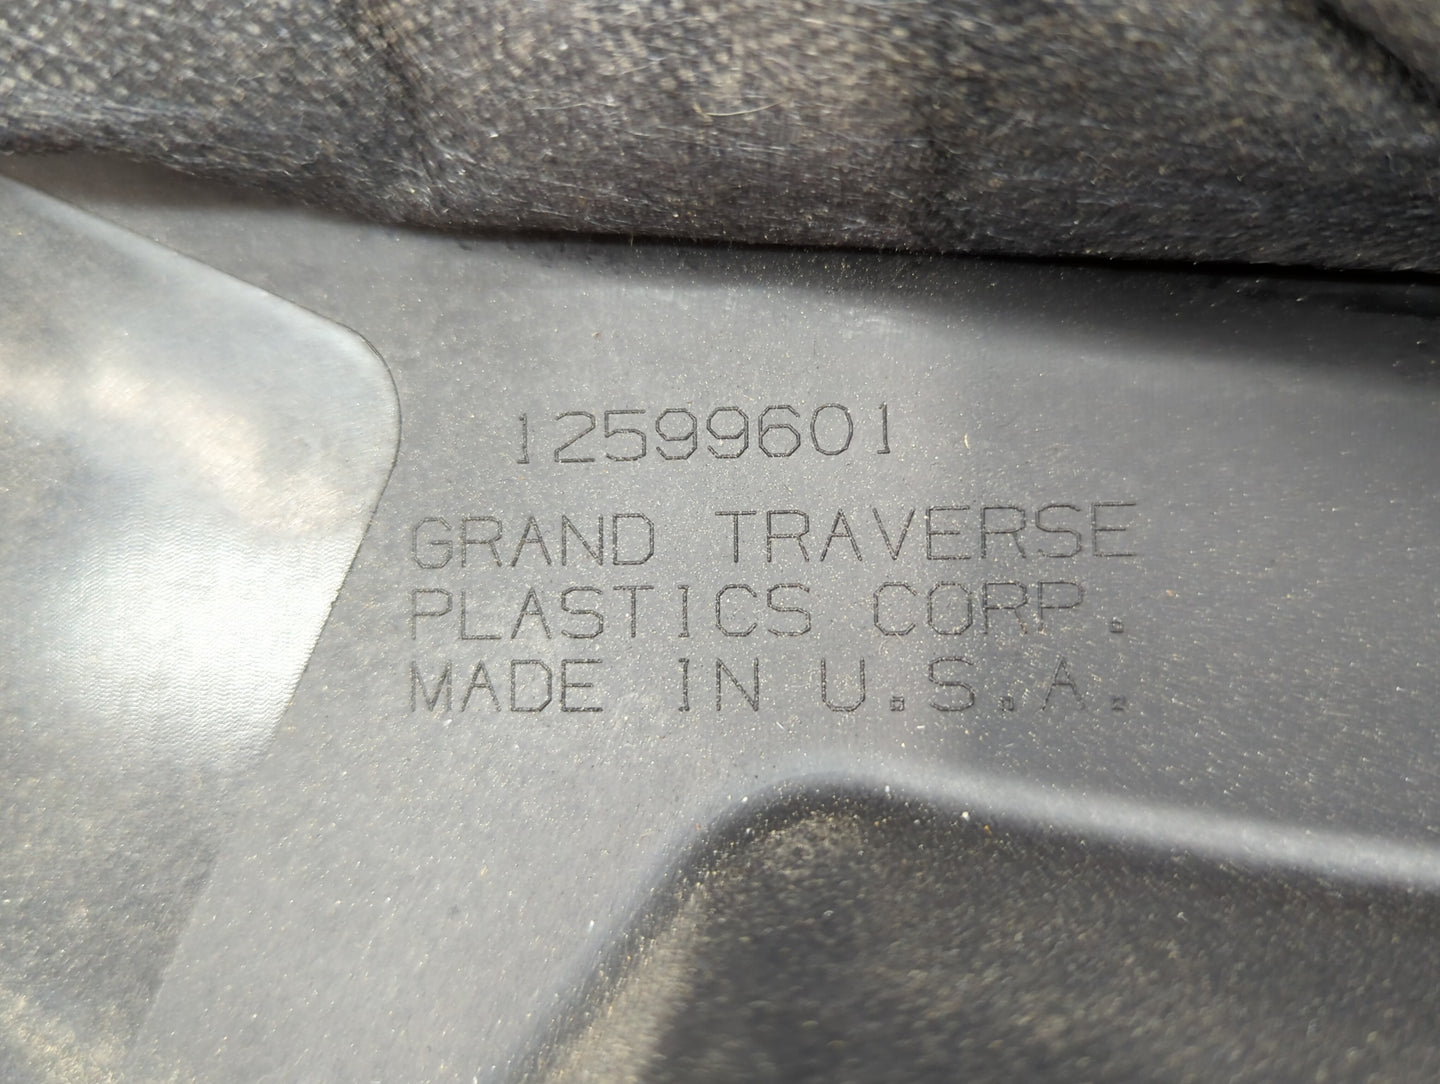 12599601
GRAND TRAVERSE
PLASTICS CORP.
MADE IN U.S.A.